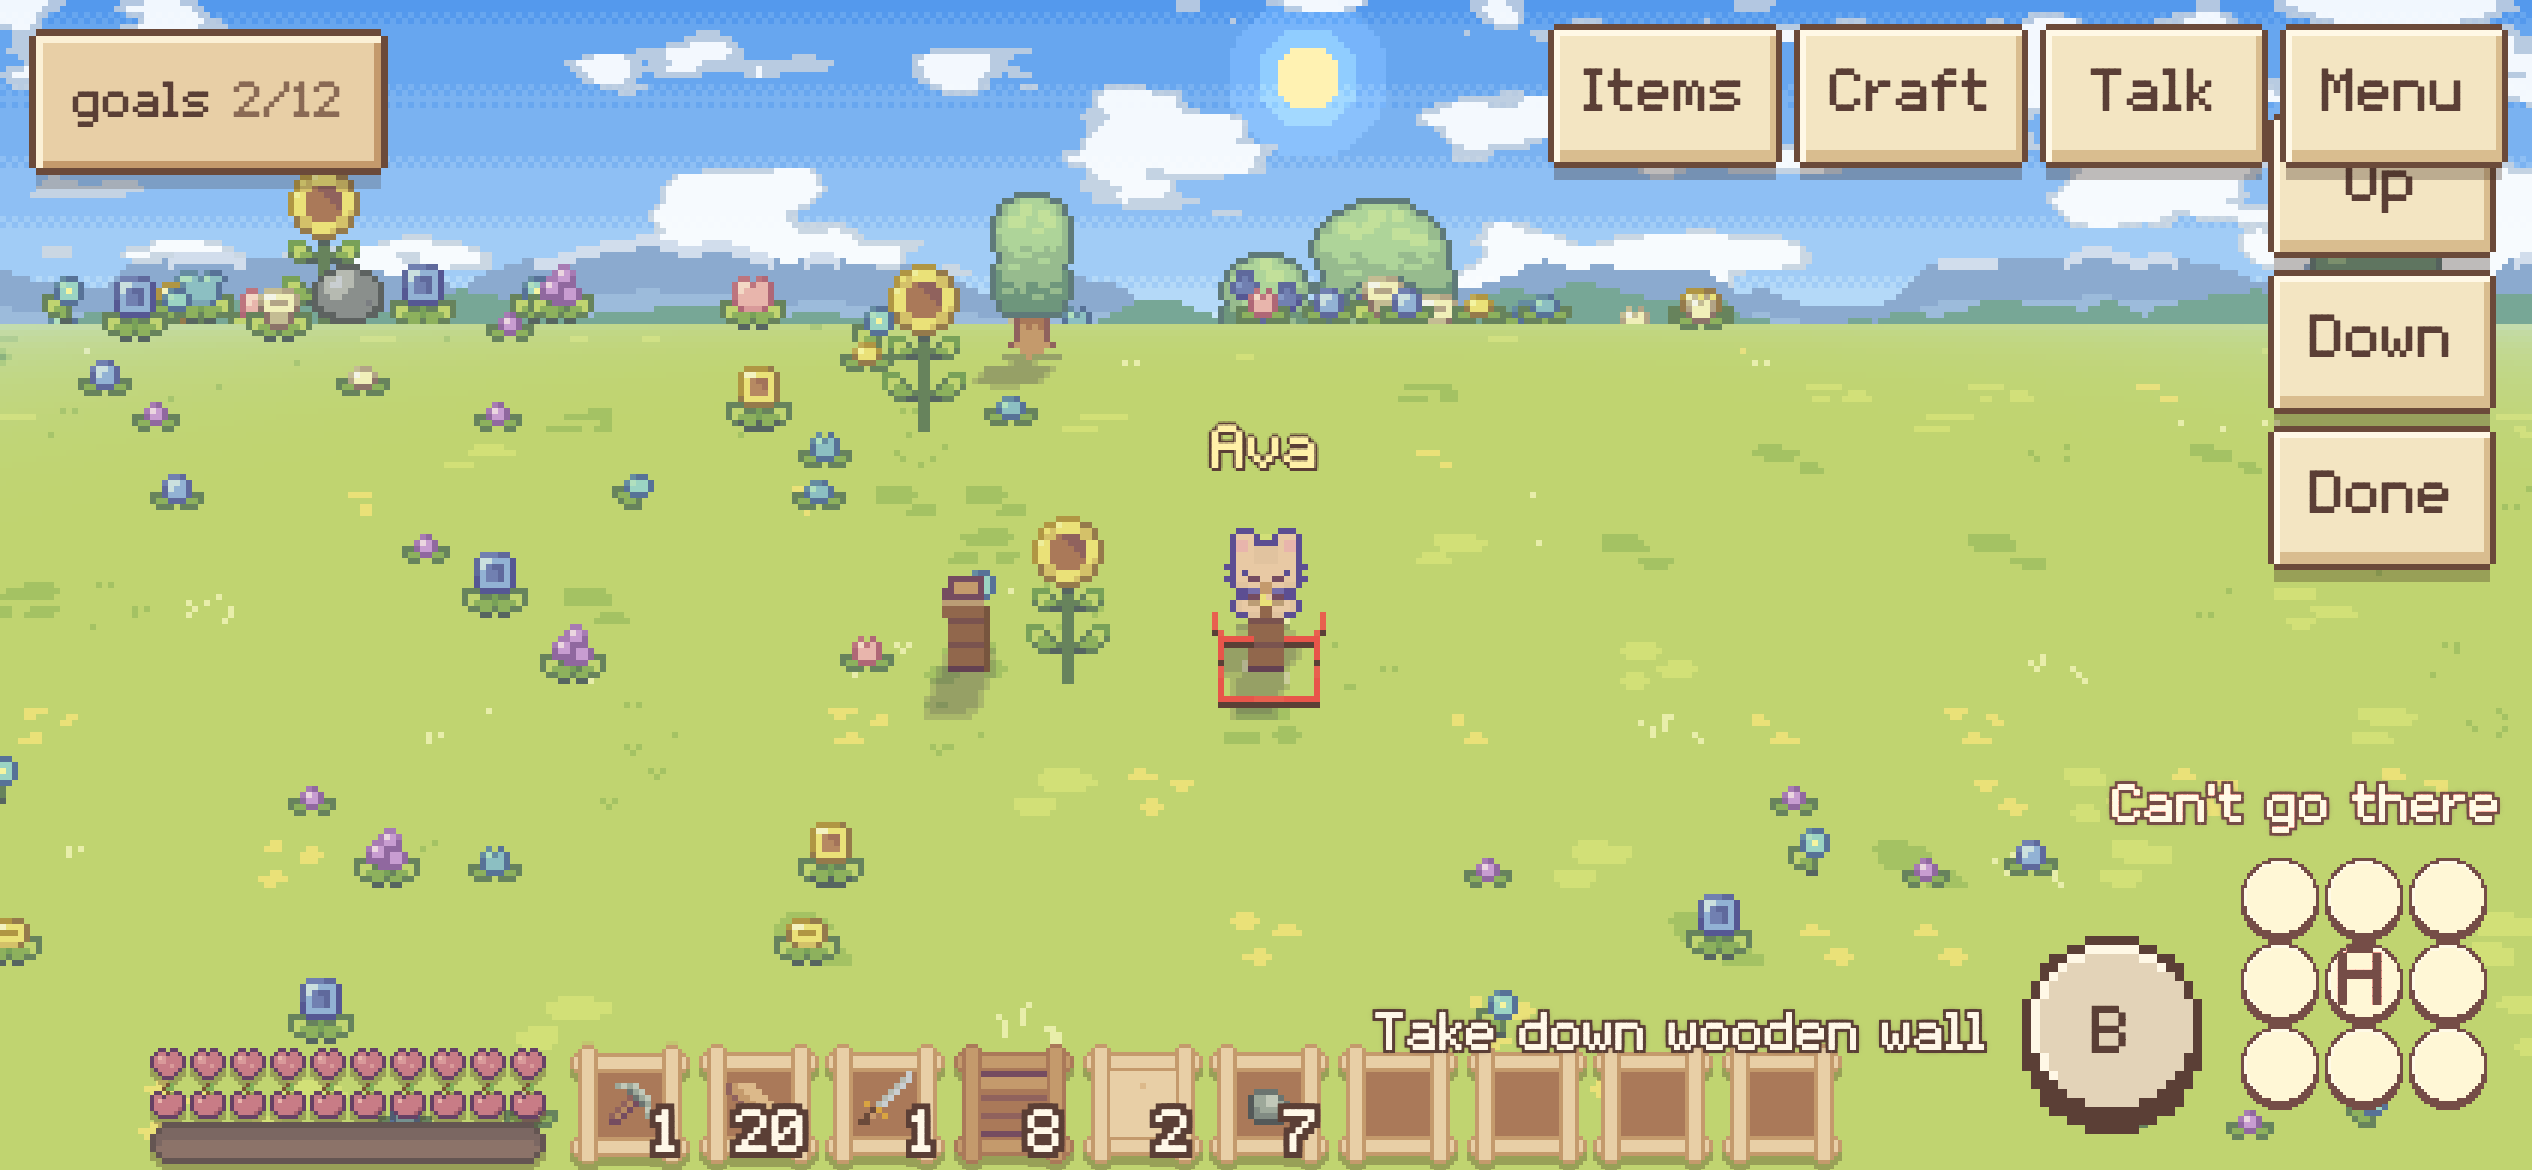 goals 2/12
Items
Craft
Talk
Menu
Up
Down
Done
Ava
Can't go there
H
B
Take down wooden wall
1
20
1
8
2
7